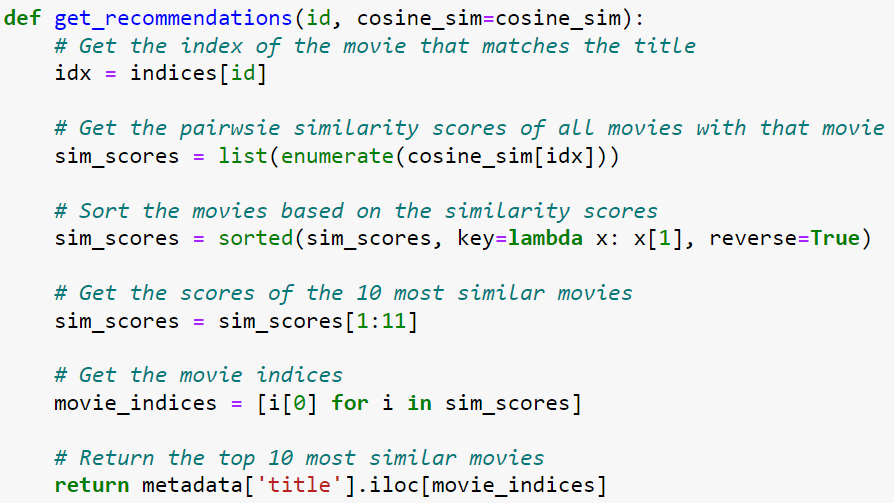 def get_recommendations(id, cosine_sim=cosine_sim):
    # Get the index of the movie that matches the title
    idx = indices[id]

    # Get the pairwsie similarity scores of all movies with that movie
    sim_scores = list(enumerate(cosine_sim[idx]))

    # Sort the movies based on the similarity scores
    sim_scores = sorted(sim_scores, key=lambda x: x[1], reverse=True)

    # Get the scores of the 10 most similar movies
    sim_scores = sim_scores[1:11]

    # Get the movie indices
    movie_indices = [i[0] for i in sim_scores]

    # Return the top 10 most similar movies
    return metadata['title'].iloc[movie_indices]